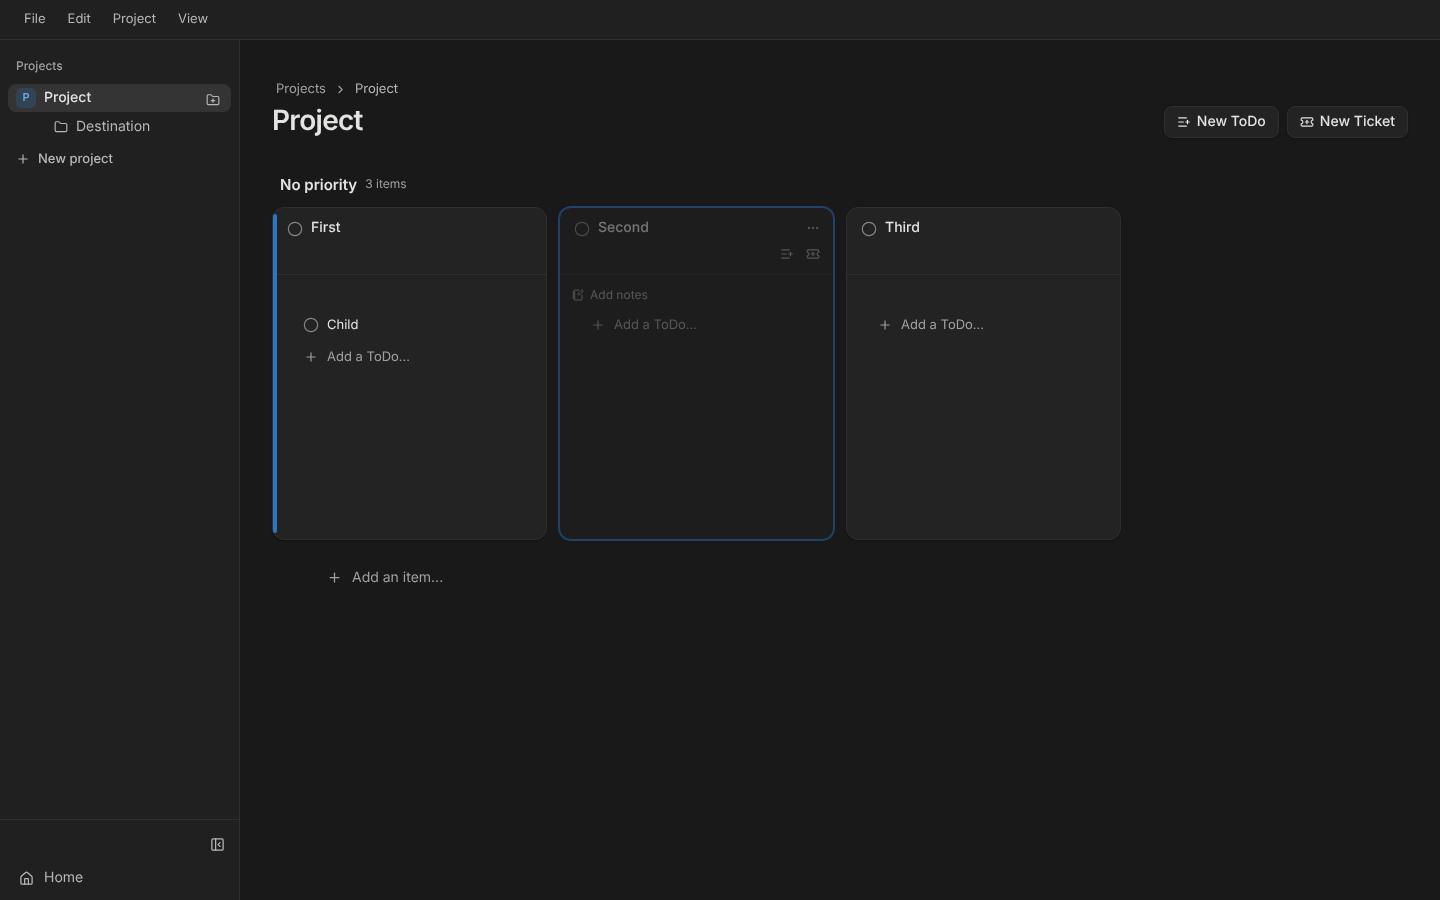 File Edit Project View
Projects
P Project
Destination
New project
Home
Projects > Project
Project
New ToDo
New Ticket
No priority 3 items
First
Child
Add a ToDo...
Second
Add notes
Add a ToDo...
Third
Add a ToDo...
Add an item...